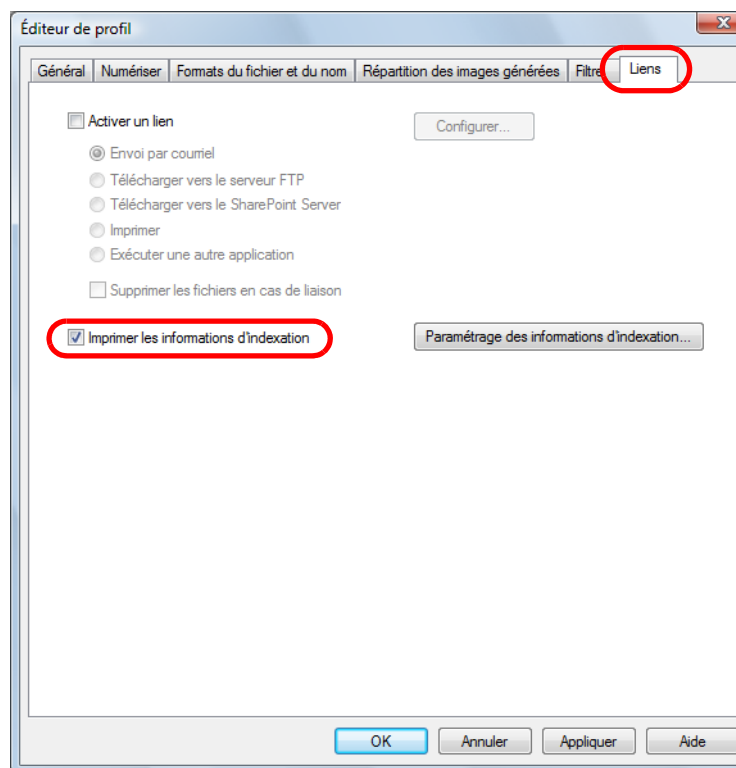 Éditeur de profil
Général Numériser Formats du fichier et du nom Répartition des images générées Filtre Liens
Activer un lien Configurer...
Envoi par courriel
Télécharger vers le serveur FTP
Télécharger vers le SharePoint Server
Imprimer
Exécuter une autre application
Supprimer les fichiers en cas de liaison
Imprimer les informations d'indexation Paramétrage des informations d'indexation...
OK Annuler Appliquer Aide